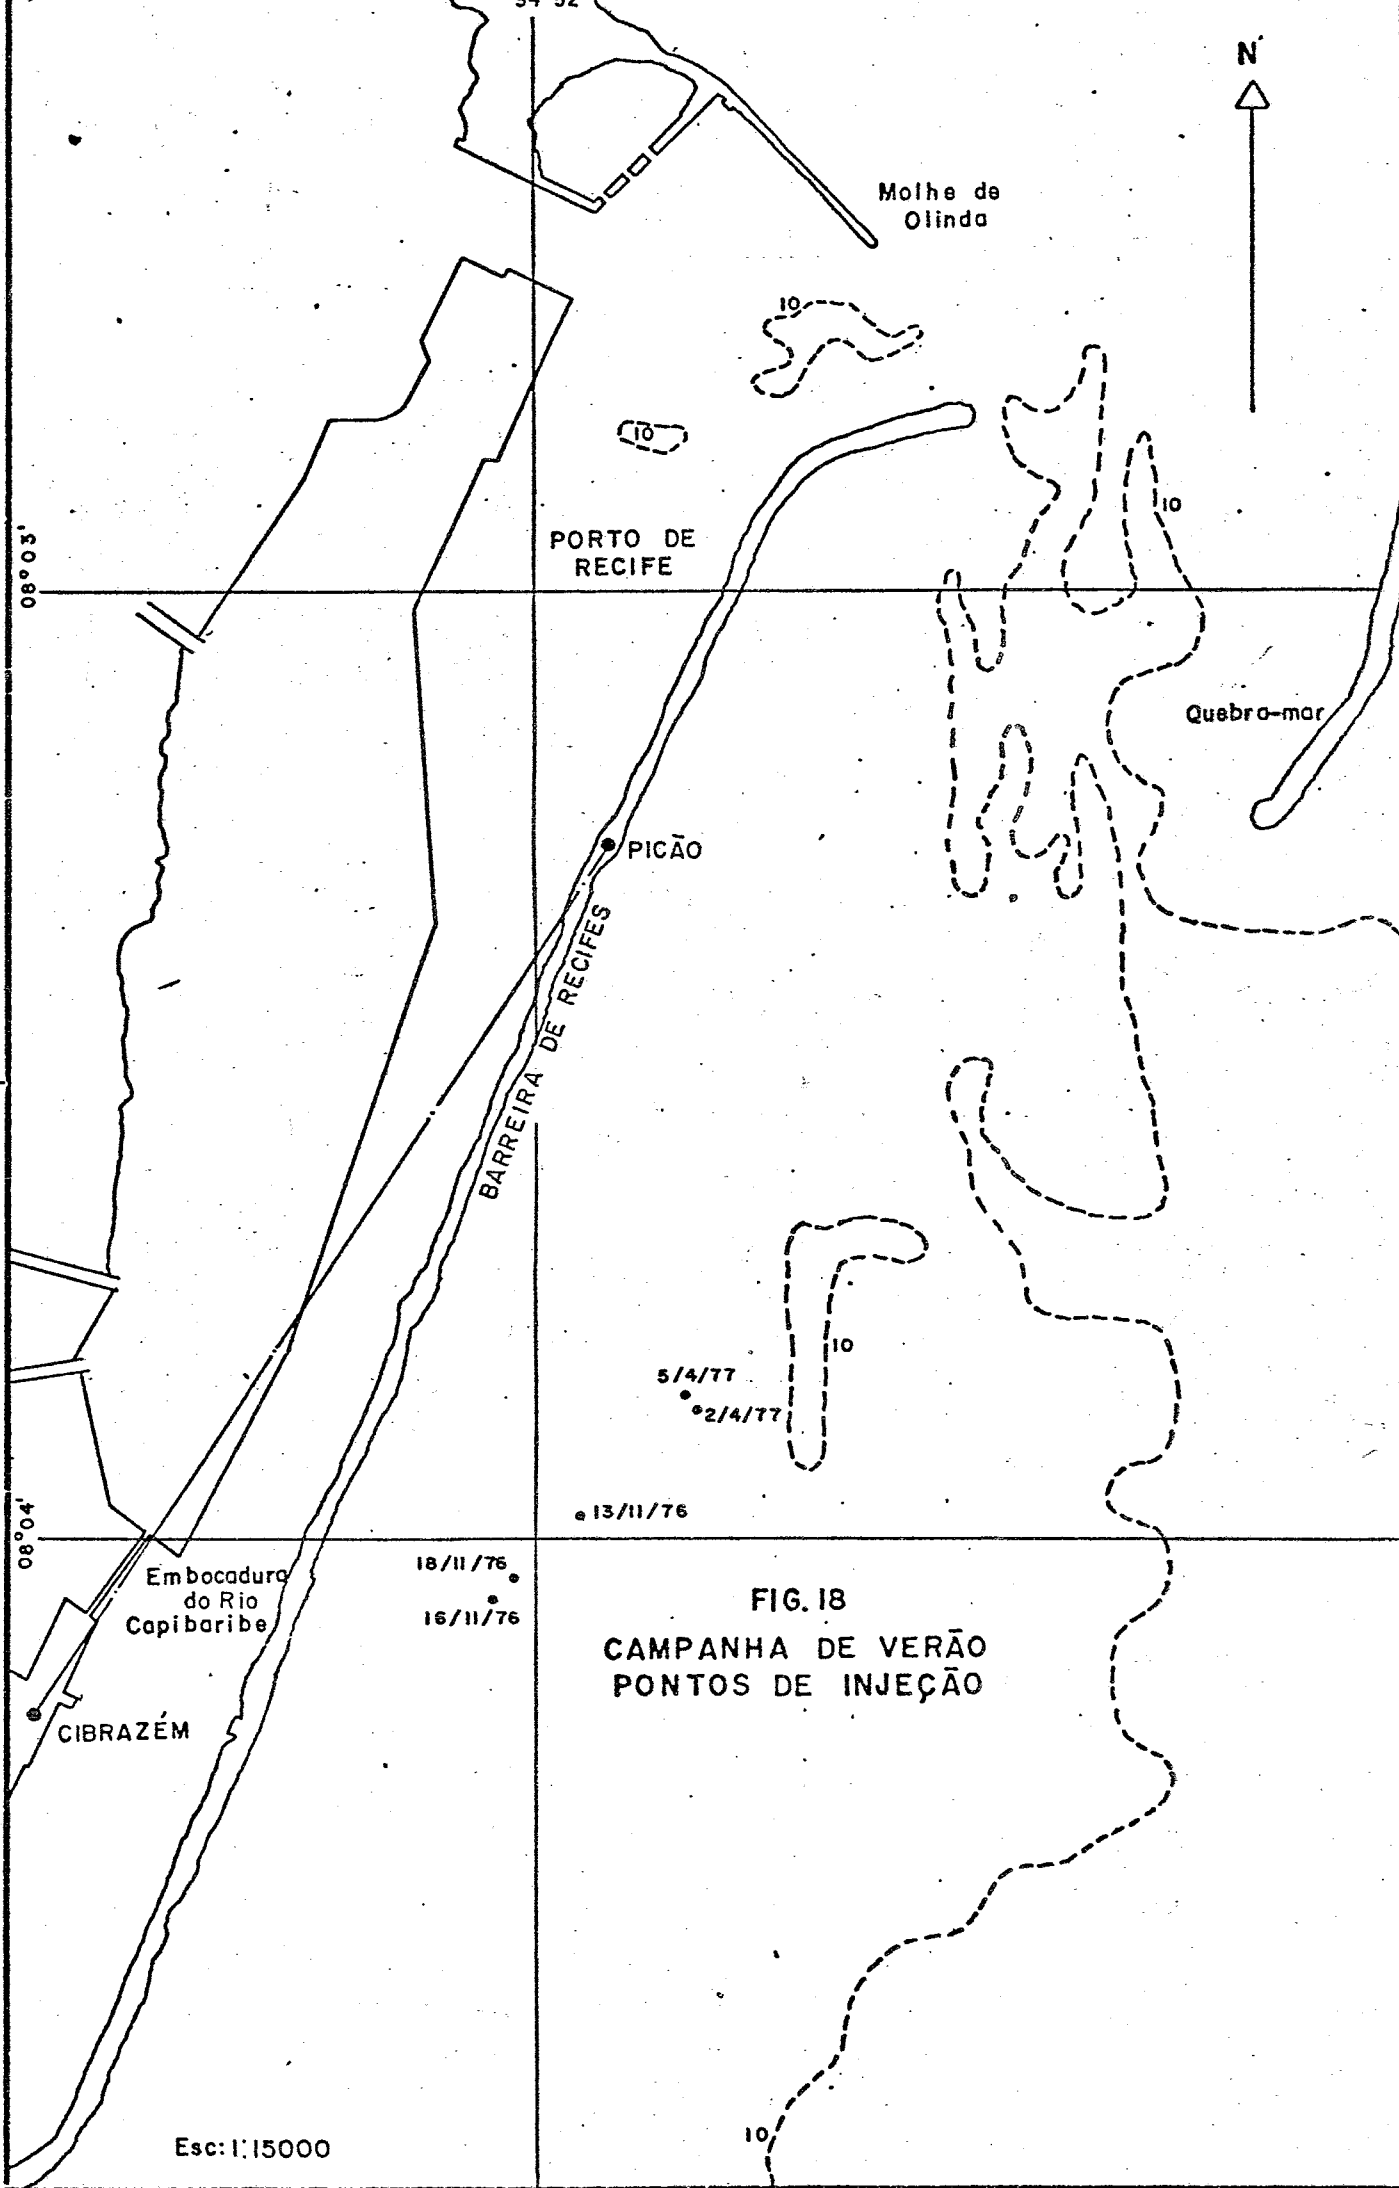 N
Molhe de
Olinda
10
10
10
PORTO DE
RECIFE
08°03'
Quebra-mar
PICÃO
BARREIRA DE RECIFES
10
5/4/77
2/4/77
13/11/76
08°04'
18/11/76
16/11/76
Embocadura
do Rio
Capibaribe
FIG. 18
CAMPANHA DE VERÃO
PONTOS DE INJEÇÃO
CIBRAZÉM
10
Esc: 1:15000